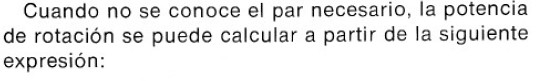 Cuando no se conoce el par necesario, la potencia
de rotación se puede calcular a partir de la siguiente
expresión: